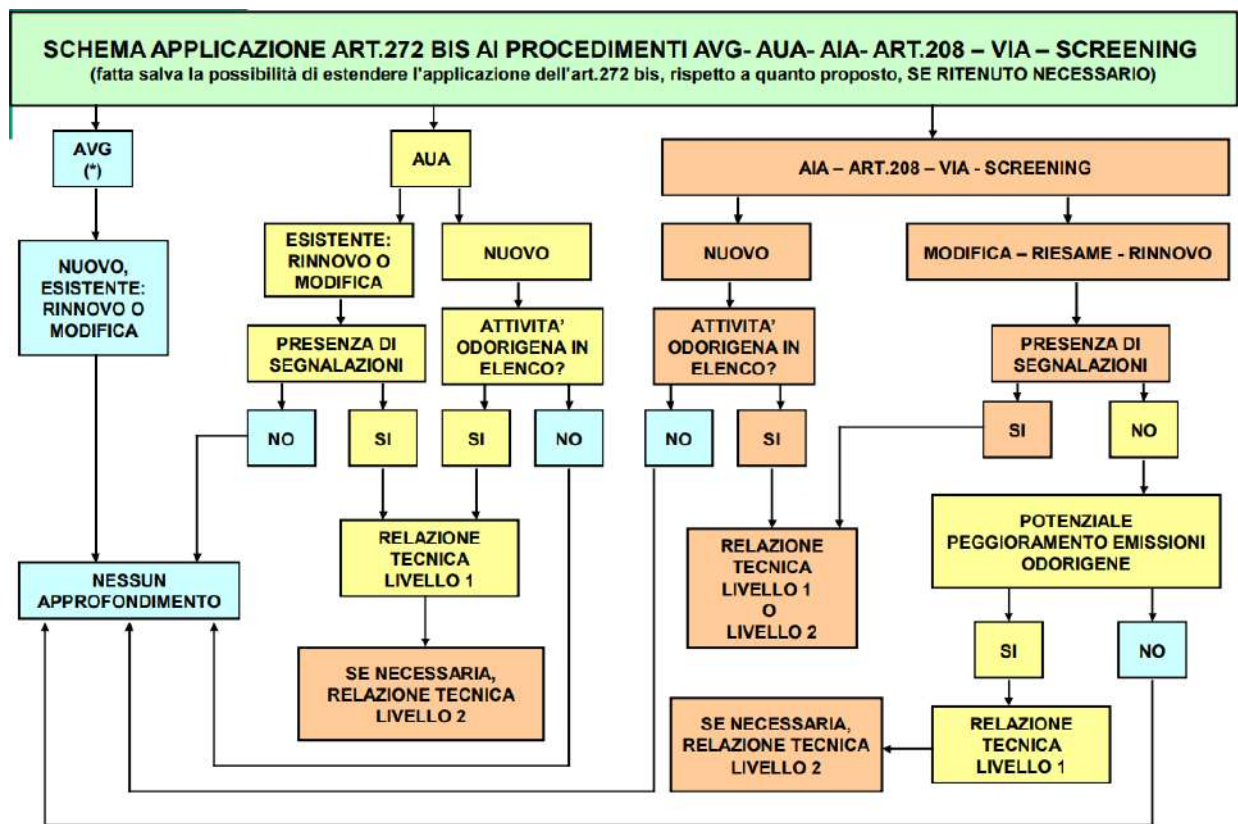 SCHEMA APPLICAZIONE ART.272 BIS AI PROCEDIMENTI AVG- AUA- AIA- ART.208 – VIA – SCREENING
(fatta salva la possibilità di estendere l'applicazione dell'art.272 bis, rispetto a quanto proposto, SE RITENUTO NECESSARIO)
AVG
(*)
AUA
AIA – ART.208 – VIA - SCREENING
NUOVO,
ESISTENTE:
RINNOVO O
MODIFICA
ESISTENTE:
RINNOVO O
MODIFICA
NUOVO
NUOVO
MODIFICA – RIESAME - RINNOVO
PRESENZA DI
SEGNALAZIONI
ATTIVITA'
ODORIGENA IN
ELENCO?
ATTIVITA'
ODORIGENA IN
ELENCO?
PRESENZA DI
SEGNALAZIONI
NO
SI
SI
NO
NO
SI
SI
NO
NESSUN
APPROFONDIMENTO
RELAZIONE
TECNICA
LIVELLO 1
RELAZIONE
TECNICA
LIVELLO 1
O
LIVELLO 2
POTENZIALE
PEGGIORAMENTO EMISSIONI
ODORIGENE
SI
NO
SE NECESSARIA,
RELAZIONE TECNICA
LIVELLO 2
SE NECESSARIA,
RELAZIONE TECNICA
LIVELLO 2
RELAZIONE
TECNICA
LIVELLO 1